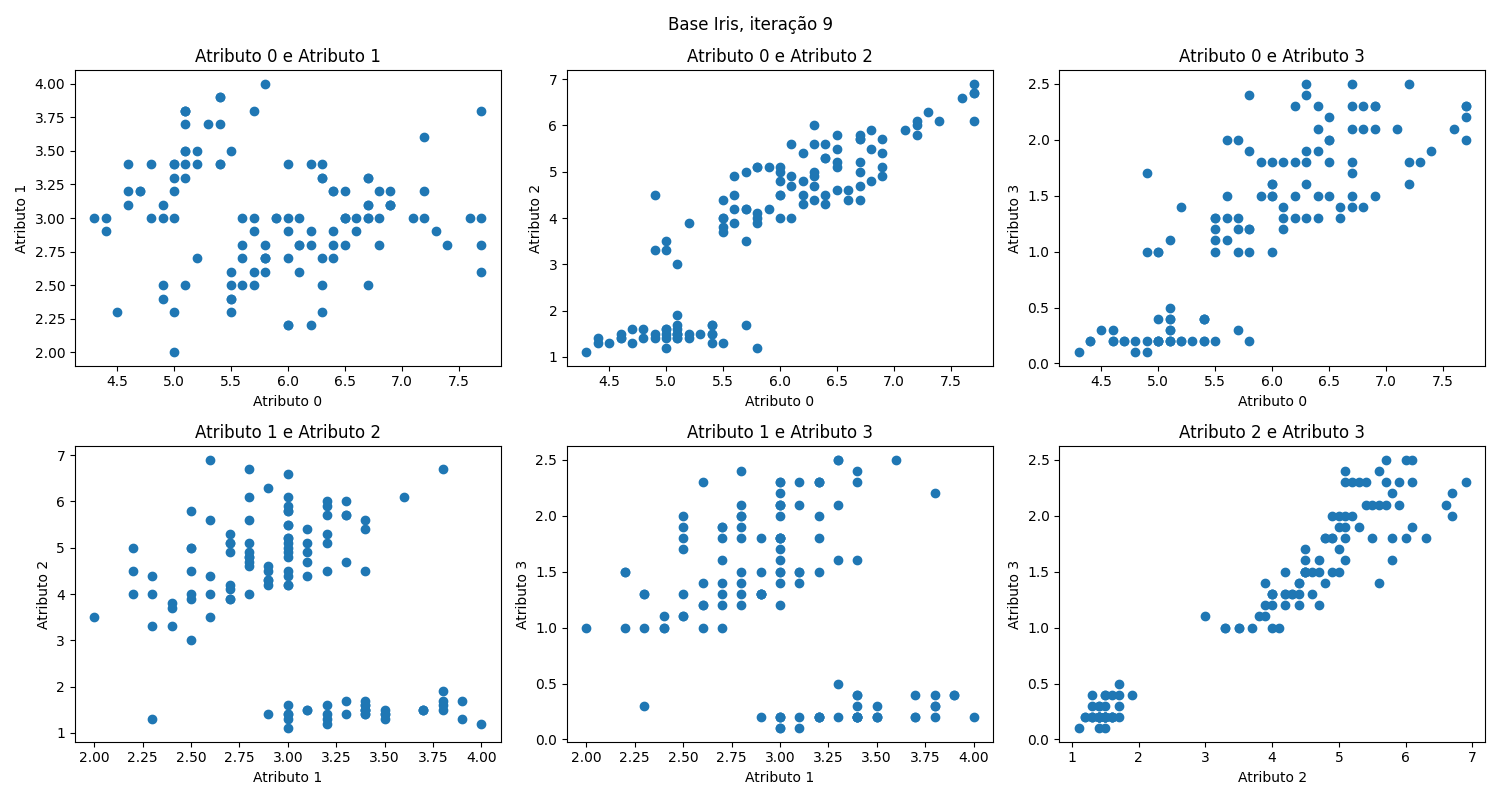 Base Iris, iteração 9
Atributo 0 e Atributo 1
Atributo 1
4.00
3.75
3.50
3.25
3.00
2.75
2.50
2.25
2.00
4.5 5.0 5.5 6.0 6.5 7.0 7.5
Atributo 0
Atributo 0 e Atributo 2
Atributo 2
7
6
5
4
3
2
1
4.5 5.0 5.5 6.0 6.5 7.0 7.5
Atributo 0
Atributo 0 e Atributo 3
Atributo 3
2.5
2.0
1.5
1.0
0.5
0.0
4.5 5.0 5.5 6.0 6.5 7.0 7.5
Atributo 0
Atributo 1 e Atributo 2
Atributo 2
7
6
5
4
3
2
1
2.00 2.25 2.50 2.75 3.00 3.25 3.50 3.75 4.00
Atributo 1
Atributo 1 e Atributo 3
Atributo 3
2.5
2.0
1.5
1.0
0.5
0.0
2.00 2.25 2.50 2.75 3.00 3.25 3.50 3.75 4.00
Atributo 1
Atributo 2 e Atributo 3
Atributo 3
2.5
2.0
1.5
1.0
0.5
0.0
1 2 3 4 5 6 7
Atributo 2